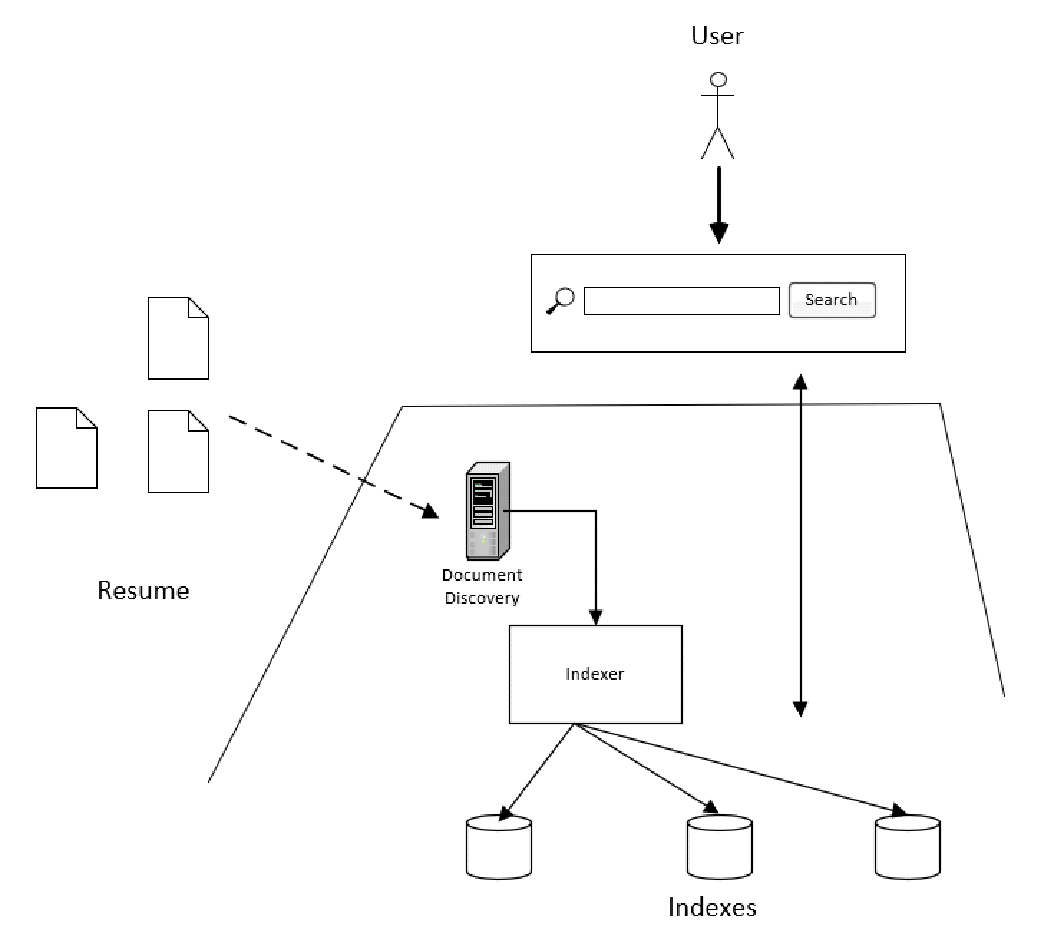 User
Search
Document
Discovery
Resume
Indexer
Indexes